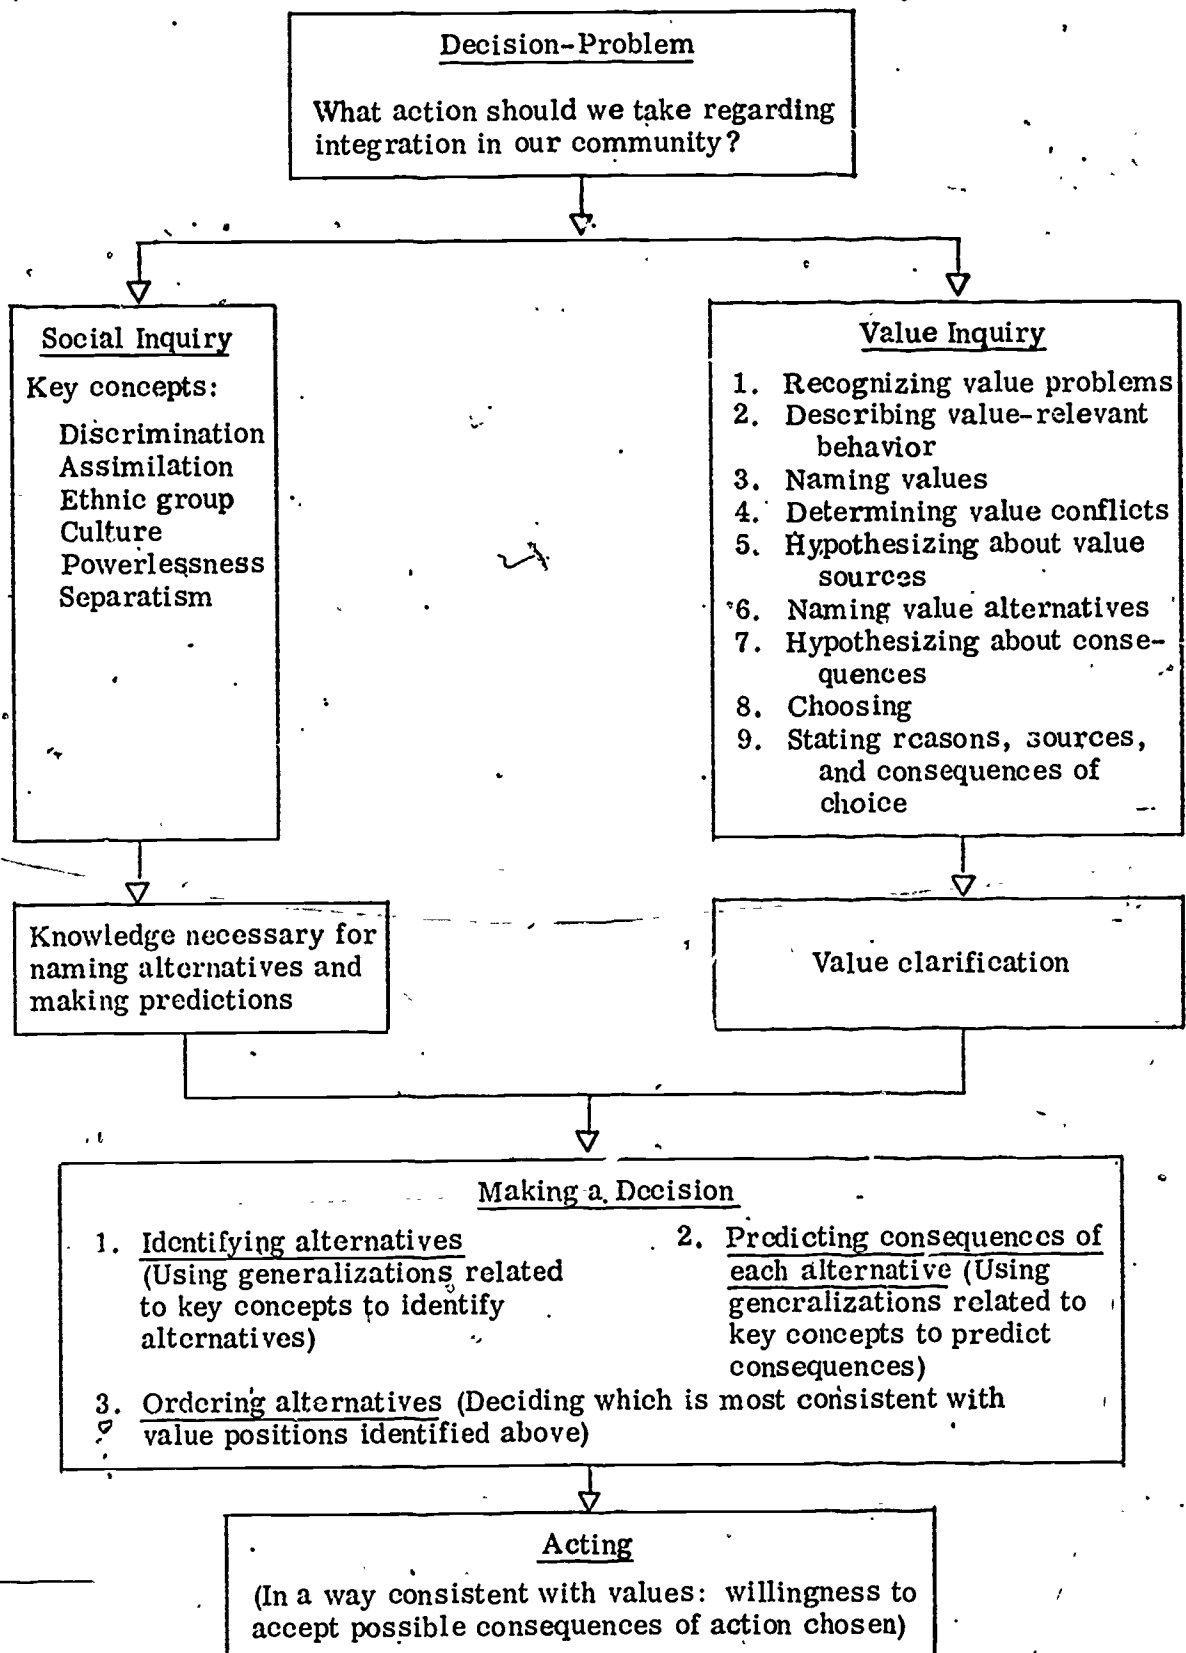 Decision-Problem
What action should we take regarding
integration in our community?
Social Inquiry
Key concepts:
Discrimination
Assimilation
Ethnic group
Culture
Powerlessness
Separatism
Value Inquiry
1. Recognizing value problems
2. Describing value-relevant
behavior
3. Naming values
4. Determining value conflicts
5. Hypothesizing about value
sources
6. Naming value alternatives
7. Hypothesizing about conse-
quences
8. Choosing
9. Stating reasons, sources,
and consequences of
choice
Knowledge necessary for
naming alternatives and
making predictions
Value clarification
Making a Decision
1. Identifying alternatives
(Using generalizations related
to key concepts to identify
alternatives)
2. Predicting consequences of
each alternative (Using
generalizations related to
key concepts to predict
consequences)
3. Ordering alternatives (Deciding which is most consistent with
value positions identified above)
Acting
(In a way consistent with values: willingness to
accept possible consequences of action chosen)